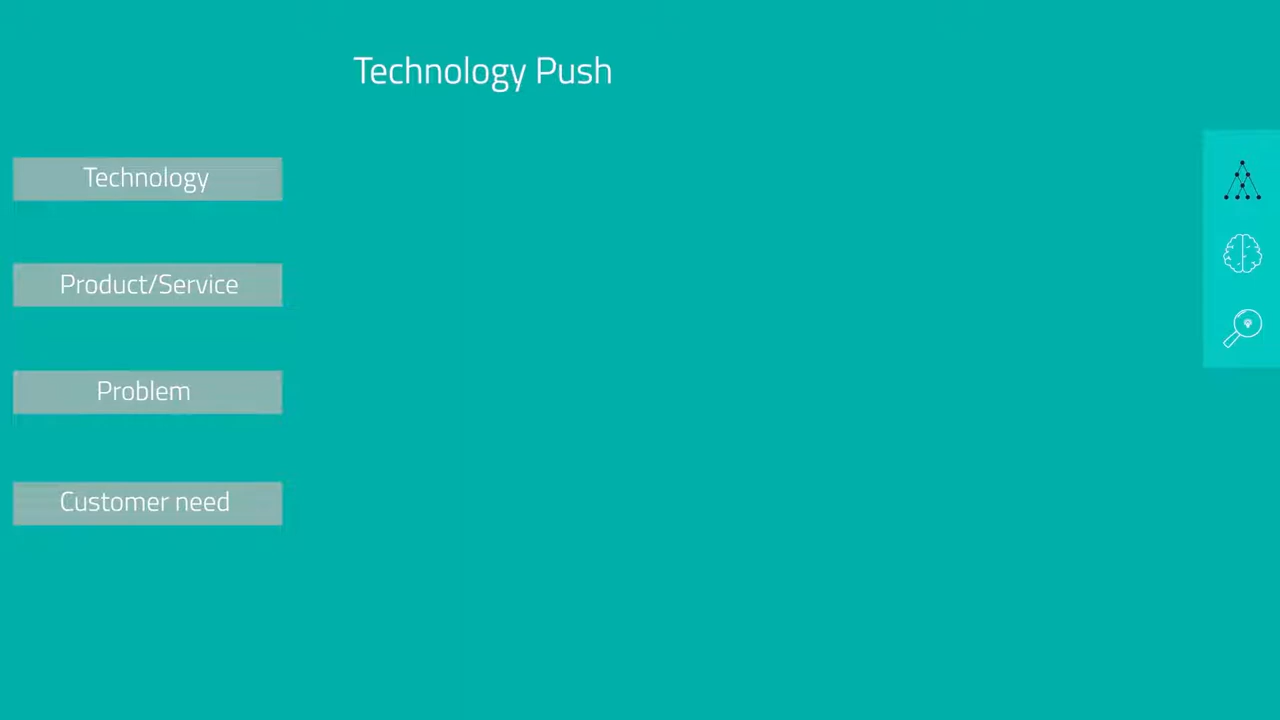 Technology Push
Technology
Product/Service
Problem
Customer need